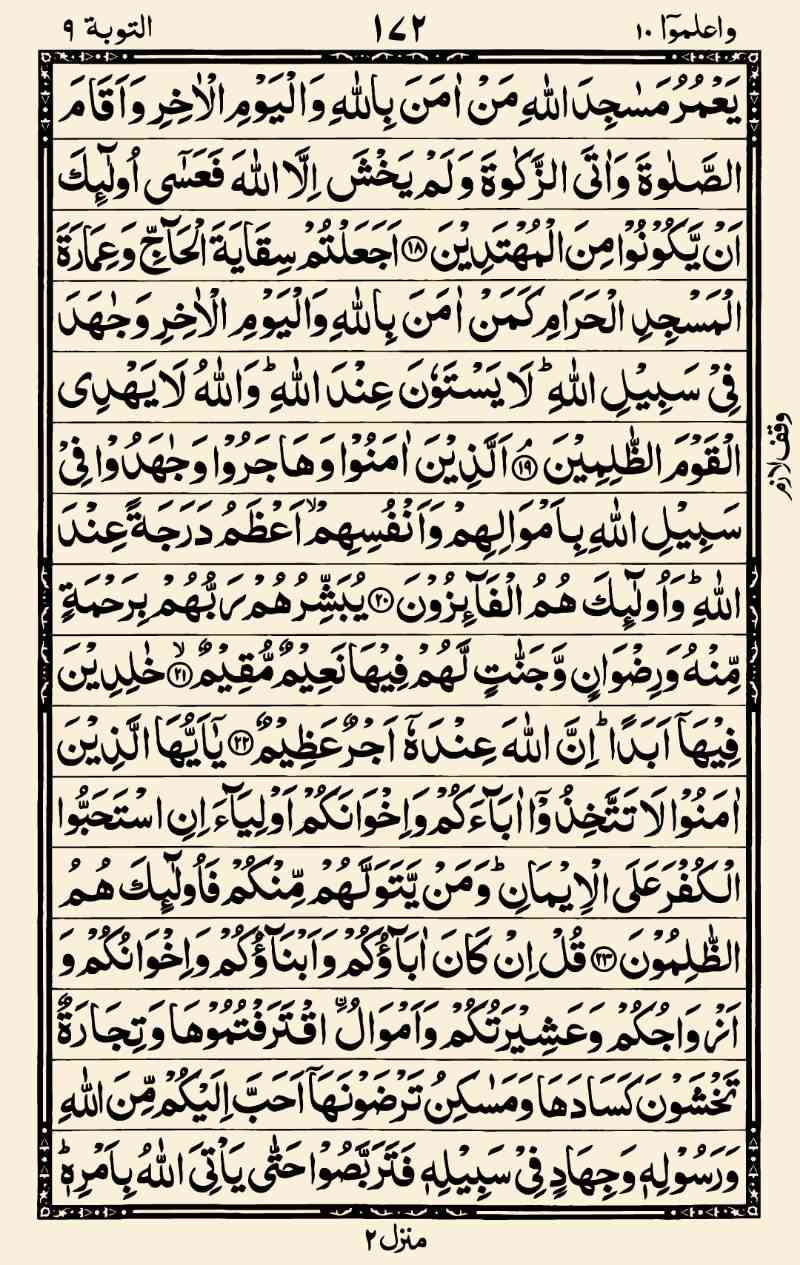 واعلموٓا ١٠ ١٧٢ التوبة ٩
يَعْمُرُ مَسٰجِدَ اللّٰهِ مَنْ اٰمَنَ بِاللّٰهِ وَالْيَوْمِ الْاٰخِرِ وَاَقَامَ
الصَّلٰوةَ وَاٰتَى الزَّكٰوةَ وَلَمْ يَخْشَ اِلَّا اللّٰهَ فَعَسٰٓى اُولٰٓئِكَ
اَنْ يَّكُوْنُوْا مِنَ الْمُهْتَدِيْنَ ١٨ اَجَعَلْتُمْ سِقَايَةَ الْحَآجِّ وَعِمَارَةَ
الْمَسْجِدِ الْحَرَامِ كَمَنْ اٰمَنَ بِاللّٰهِ وَالْيَوْمِ الْاٰخِرِ وَجٰهَدَ
فِيْ سَبِيْلِ اللّٰهِ ؕ لَا يَسْتَوٗنَ عِنْدَ اللّٰهِ ؕ وَاللّٰهُ لَا يَهْدِى
الْقَوْمَ الظّٰلِمِيْنَ ۘ ١٩ اَلَّذِيْنَ اٰمَنُوْا وَهَاجَرُوْا وَجٰهَدُوْا فِيْ
وقف لازم
سَبِيْلِ اللّٰهِ بِاَمْوَالِهِمْ وَاَنْفُسِهِمْ ۙ اَعْظَمُ دَرَجَةً عِنْدَ
اللّٰهِ ؕ وَاُولٰٓئِكَ هُمُ الْفَآئِزُوْنَ ٢٠ يُبَشِّرُهُمْ رَبُّهُمْ بِرَحْمَةٍ
مِّنْهُ وَرِضْوَانٍ وَّجَنّٰتٍ لَّهُمْ فِيْهَا نَعِيْمٌ مُّقِيْمٌ ۙ ٢١ خٰلِدِيْنَ
فِيْهَآ اَبَدًا ؕ اِنَّ اللّٰهَ عِنْدَهٗٓ اَجْرٌ عَظِيْمٌ ٢٢ يٰٓاَيُّهَا الَّذِيْنَ
اٰمَنُوْا لَا تَتَّخِذُوْٓا اٰبَآءَكُمْ وَاِخْوَانَكُمْ اَوْلِيَآءَ اِنِ اسْتَحَبُّوا
الْكُفْرَ عَلَى الْاِيْمَانِ ؕ وَمَنْ يَّتَوَلَّهُمْ مِّنْكُمْ فَاُولٰٓئِكَ هُمُ
الظّٰلِمُوْنَ ٢٣ قُلْ اِنْ كَانَ اٰبَآؤُكُمْ وَاَبْنَآؤُكُمْ وَاِخْوَانُكُمْ وَ
اَزْوَاجُكُمْ وَعَشِيْرَتُكُمْ وَاَمْوَالُ ِۨ اقْتَرَفْتُمُوْهَا وَتِجَارَةٌ
تَخْشَوْنَ كَسَادَهَا وَمَسٰكِنُ تَرْضَوْنَهَآ اَحَبَّ اِلَيْكُمْ مِّنَ اللّٰهِ
وَرَسُوْلِهٖ وَجِهَادٍ فِيْ سَبِيْلِهٖ فَتَرَبَّصُوْا حَتّٰى يَاْتِىَ اللّٰهُ بِاَمْرِهٖ ؕ
منزل ٢